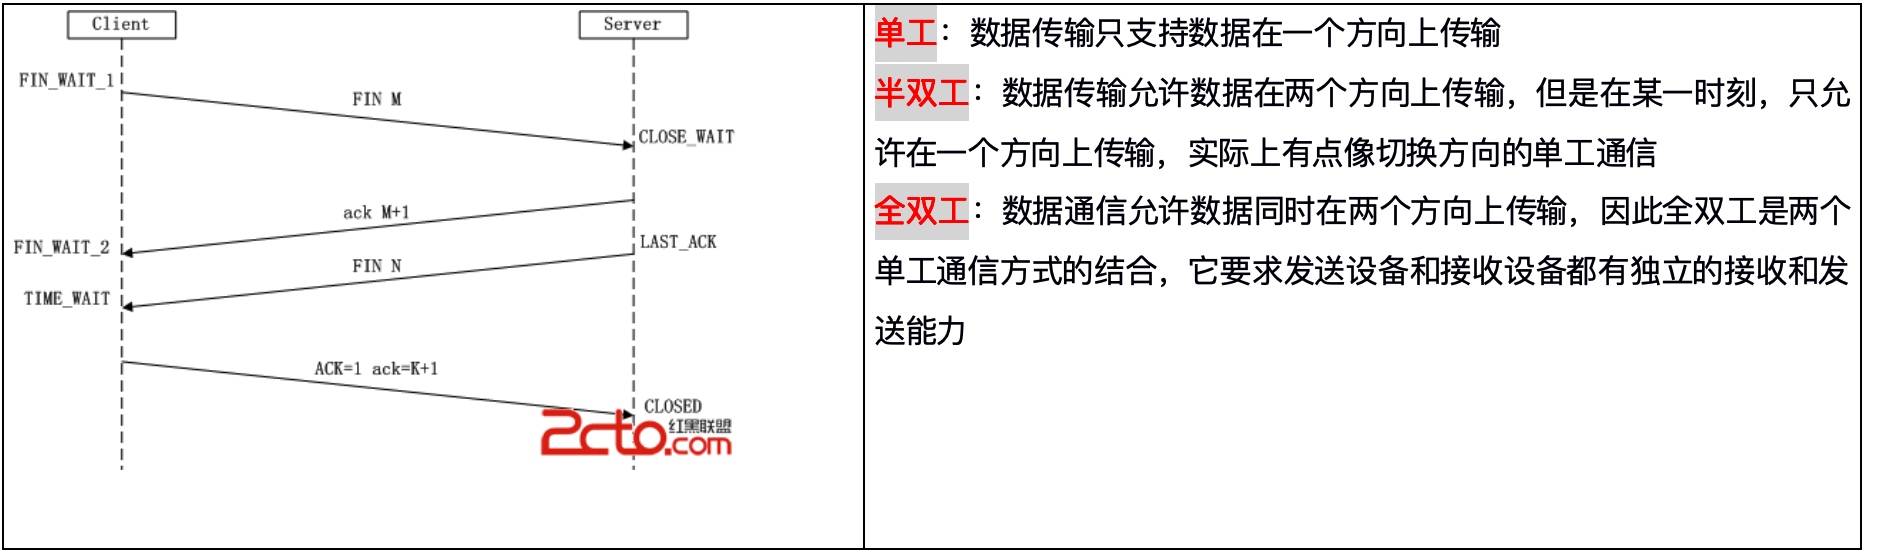 Client
Server
FIN_WAIT_1
FIN M
CLOSE_WAIT
ack M+1
FIN_WAIT_2
LAST_ACK
FIN N
TIME_WAIT
ACK=1 ack=K+1
CLOSED
2cto.com
红黑联盟
单工：数据传输只支持数据在一个方向上传输
半双工：数据传输允许数据在两个方向上传输，但是在某一时刻，只允
许在一个方向上传输，实际上有点像切换方向的单工通信
全双工：数据通信允许数据同时在两个方向上传输，因此全双工是两个
单工通信方式的结合，它要求发送设备和接收设备都有独立的接收和发
送能力